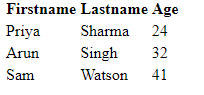 Firstname Lastname Age
Priya Sharma 24
Arun Singh 32
Sam Watson 41